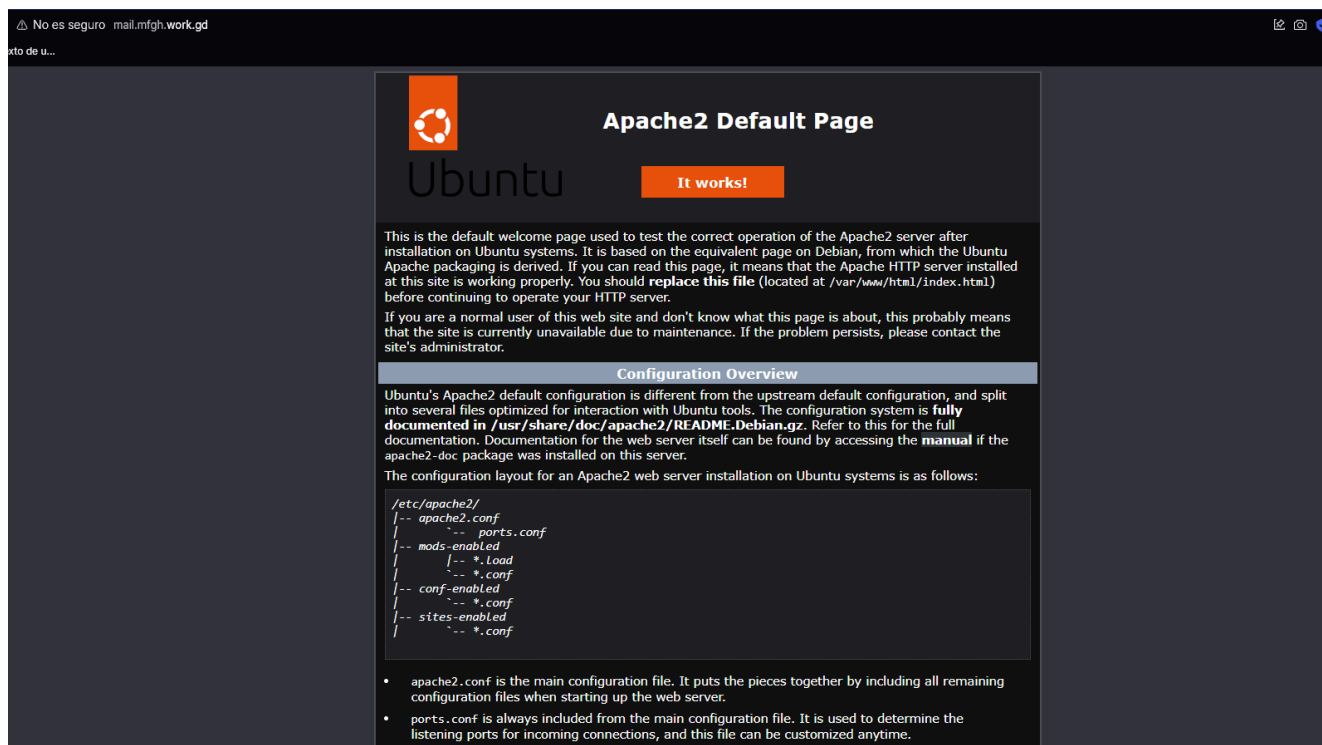 No es seguro mail.mfgh.work.gd
xto de u...
Ubuntu
Apache2 Default Page
It works!
This is the default welcome page used to test the correct operation of the Apache2 server after
installation on Ubuntu systems. It is based on the equivalent page on Debian, from which the Ubuntu
Apache packaging is derived. If you can read this page, it means that the Apache HTTP server installed
at this site is working properly. You should replace this file (located at /var/www/html/index.html)
before continuing to operate your HTTP server.
If you are a normal user of this web site and don't know what this page is about, this probably means
that the site is currently unavailable due to maintenance. If the problem persists, please contact the
site's administrator.
Configuration Overview
Ubuntu's Apache2 default configuration is different from the upstream default configuration, and split
into several files optimized for interaction with Ubuntu tools. The configuration system is fully
documented in /usr/share/doc/apache2/README.Debian.gz. Refer to this for the full
documentation. Documentation for the web server itself can be found by accessing the manual if the
apache2-doc package was installed on this server.
The configuration layout for an Apache2 web server installation on Ubuntu systems is as follows:
/etc/apache2/
|-- apache2.conf
|       `--  ports.conf
|-- mods-enabled
|       |-- *.load
|       `-- *.conf
|-- conf-enabled
|       `-- *.conf
|-- sites-enabled
|       `-- *.conf
• apache2.conf is the main configuration file. It puts the pieces together by including all remaining
configuration files when starting up the web server.
• ports.conf is always included from the main configuration file. It is used to determine the
listening ports for incoming connections, and this file can be customized anytime.